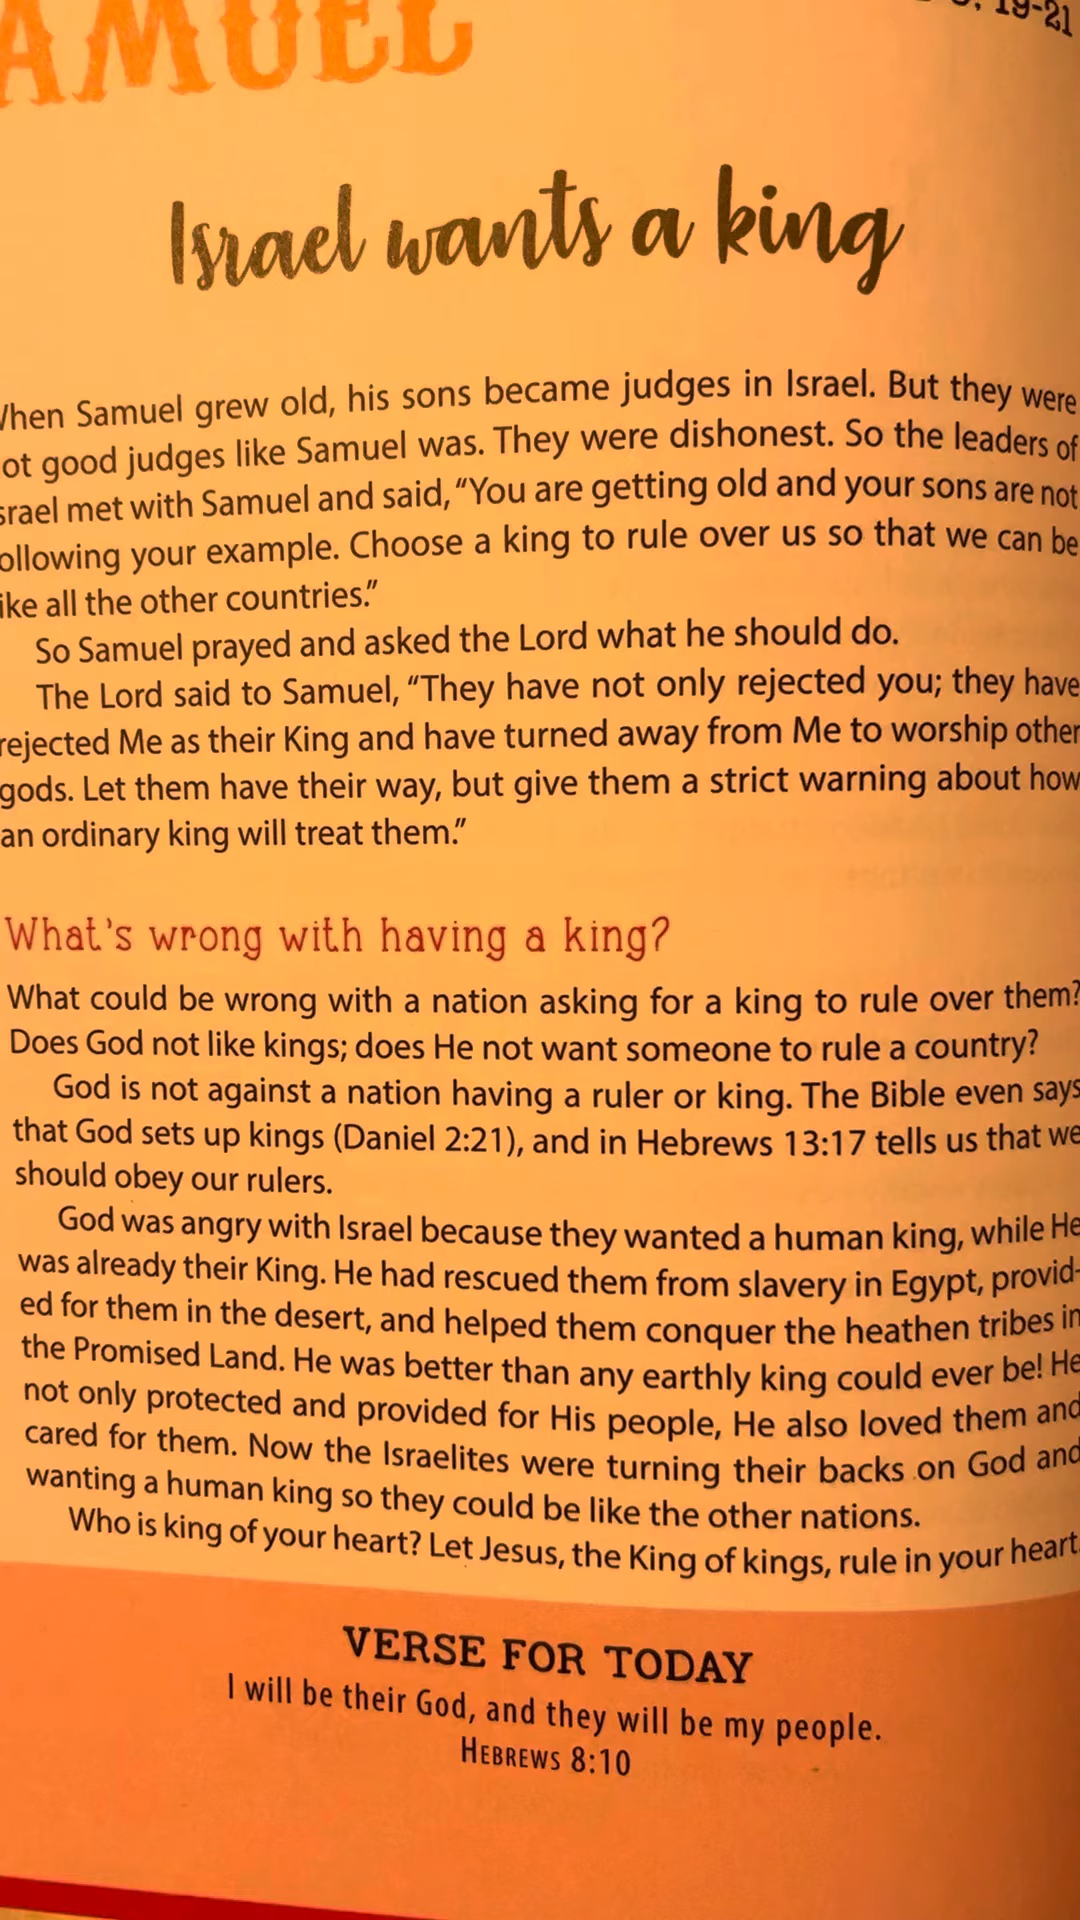 AMUEL
19-21
Israel wants a king
When Samuel grew old, his sons became judges in Israel. But they were
ot good judges like Samuel was. They were dishonest. So the leaders of
srael met with Samuel and said, “You are getting old and your sons are not
ollowing your example. Choose a king to rule over us so that we can be
ike all the other countries.”
So Samuel prayed and asked the Lord what he should do.
The Lord said to Samuel, “They have not only rejected you; they have
rejected Me as their King and have turned away from Me to worship other
gods. Let them have their way, but give them a strict warning about how
an ordinary king will treat them.”
What's wrong with having a king?
What could be wrong with a nation asking for a king to rule over them?
Does God not like kings; does He not want someone to rule a country?
God is not against a nation having a ruler or king. The Bible even says
that God sets up kings (Daniel 2:21), and in Hebrews 13:17 tells us that we
should obey our rulers.
God was angry with Israel because they wanted a human king, while He
was already their King. He had rescued them from slavery in Egypt, provid-
ed for them in the desert, and helped them conquer the heathen tribes in
the Promised Land. He was better than any earthly king could ever be! He
not only protected and provided for His people, He also loved them and
cared for them. Now the Israelites were turning their backs on God and
wanting a human king so they could be like the other nations.
Who is king of your heart? Let Jesus, the King of kings, rule in your heart.
VERSE FOR TODAY
I will be their God, and they will be my people.
HEBREWS 8:10